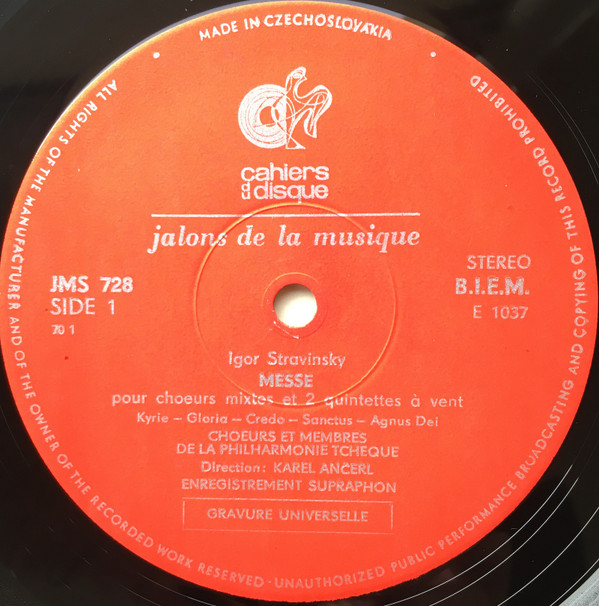 MADE IN CZECHOSLOVAKIA
cahiers
du disque
jalons de la musique
JMS 728
SIDE 1
70 1
STEREO
B.I.E.M.
E 1037
Igor Stravinsky
MESSE
pour choeurs mixtes et 2 quintettes à vent
Kyrie – Gloria – Credo – Sanctus – Agnus Dei
CHOEURS ET MEMBRES
DE LA PHILHARMONIE TCHEQUE
Direction: KAREL ANČERL
ENREGISTREMENT SUPRAPHON
GRAVURE UNIVERSELLE
ALL RIGHTS OF THE MANUFACTURER AND OF THE OWNER OF THE RECORDED WORK RESERVED · UNAUTHORIZED PUBLIC PERFORMANCE BROADCASTING AND COPYING OF THIS RECORD PROHIBITED